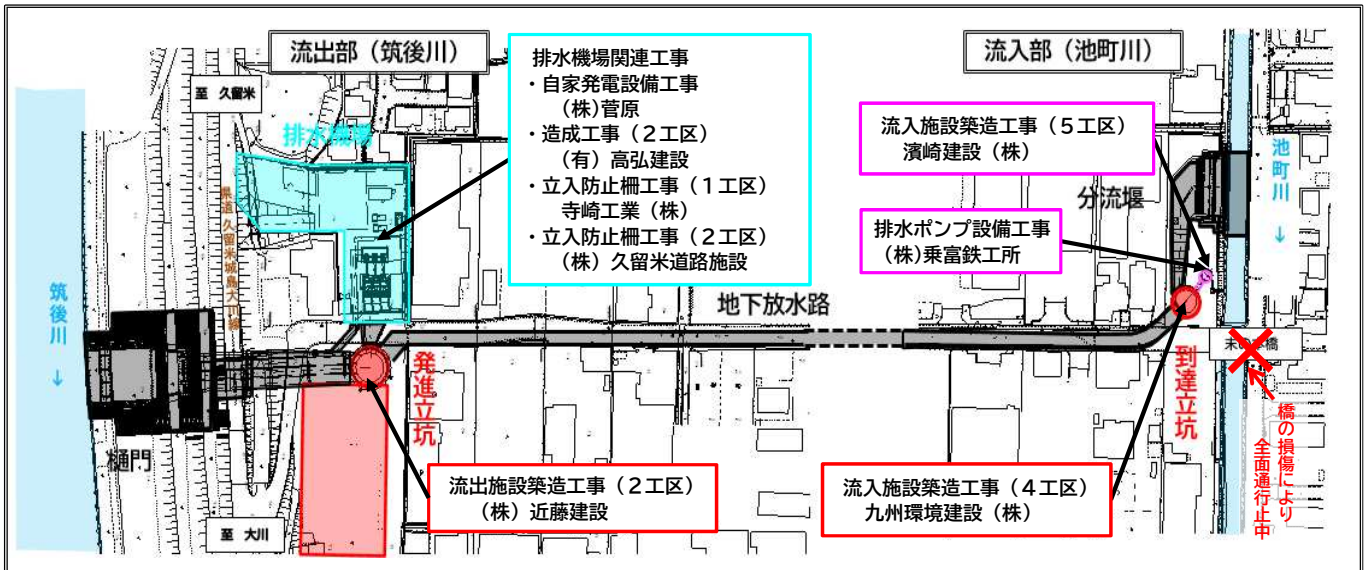 流出部（筑後川）
至 久留米
排水機場
県道 久留米城島大川線
筑後川
↓
樋門
至 大川
発進立坑
排水機場関連工事
・自家発電設備工事
(株)菅原
・造成工事（２工区）
(有) 高弘建設
・立入防止柵工事（１工区）
寺崎工業（株）
・立入防止柵工事（２工区）
(株) 久留米道路施設
流出施設築造工事（２工区）
(株) 近藤建設
地下放水路
流入部（池町川）
流入施設築造工事（５工区）
濱崎建設（株）
排水ポンプ設備工事
(株)乗富鉄工所
分流堰
池町川
↓
到達立坑
流入施設築造工事（４工区）
九州環境建設（株）
橋の損傷により
全面通行止中